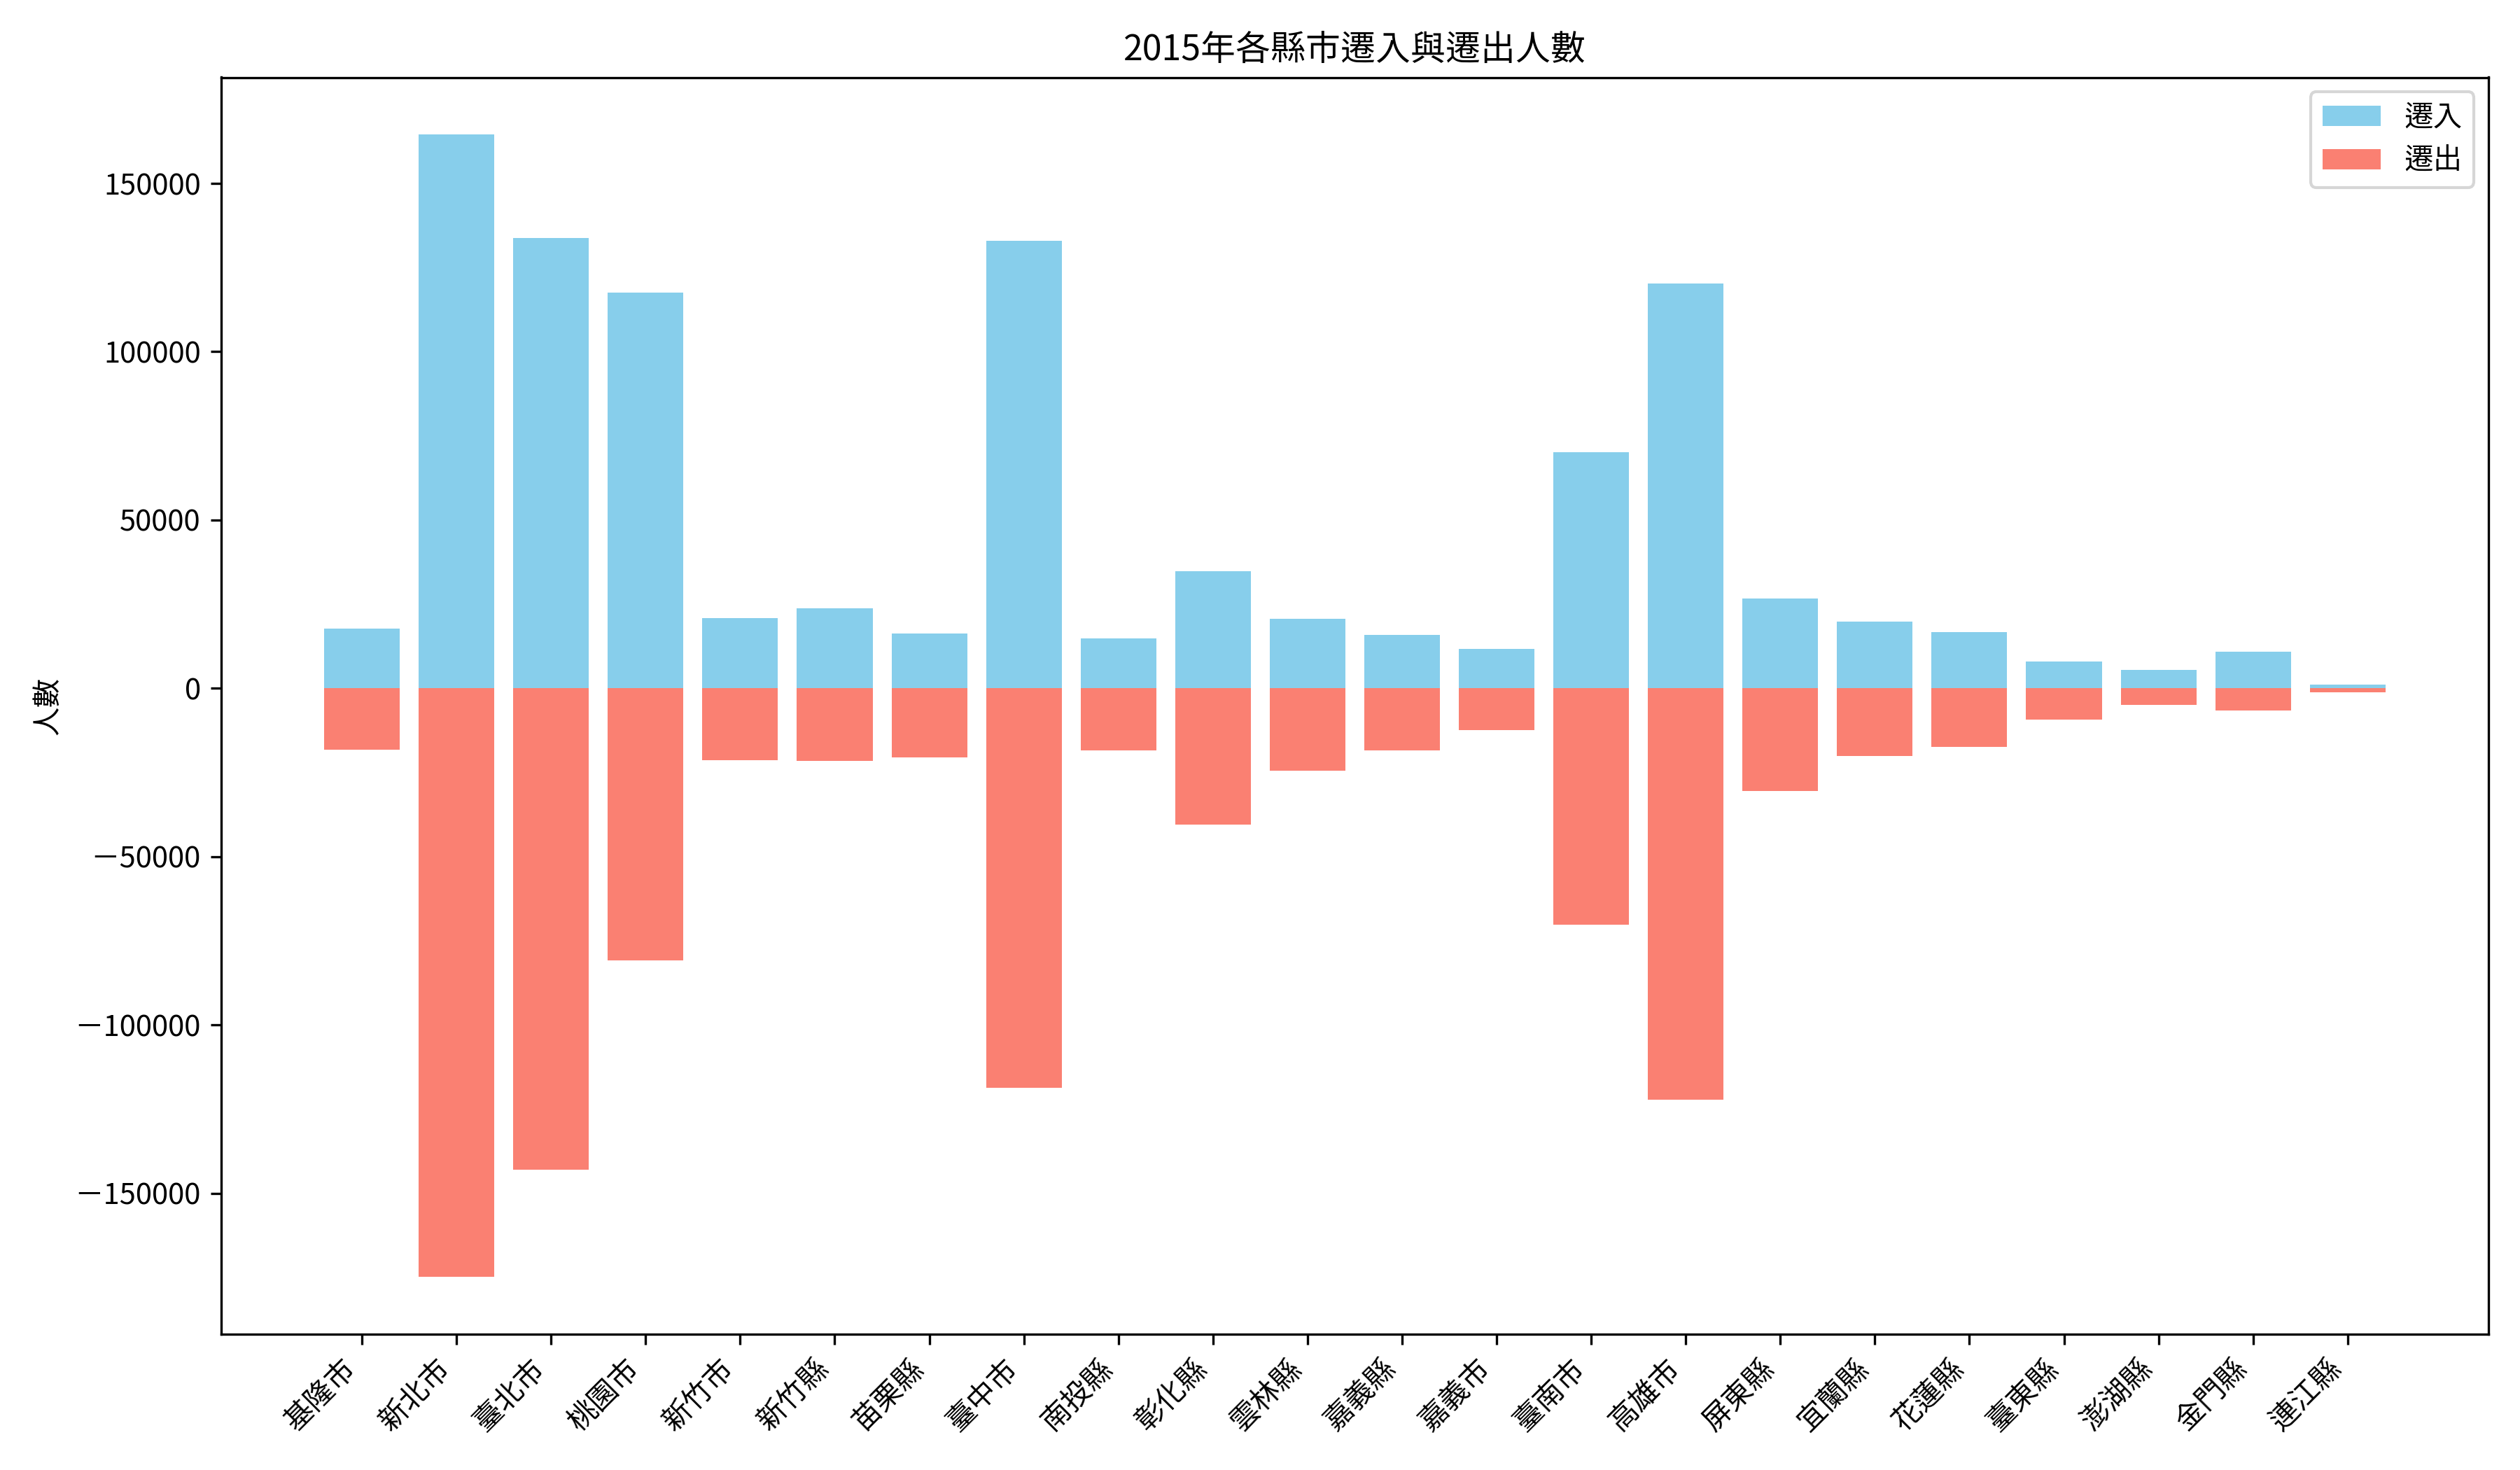 2015年各縣市遷入與遷出人數
遷入
遷出
人數
150000
100000
50000
0
−50000
−100000
−150000
基隆市
新北市
臺北市
桃園市
新竹市
新竹縣
苗栗縣
臺中市
南投縣
彰化縣
雲林縣
嘉義縣
嘉義市
臺南市
高雄市
屏東縣
宜蘭縣
花蓮縣
臺東縣
澎湖縣
金門縣
連江縣